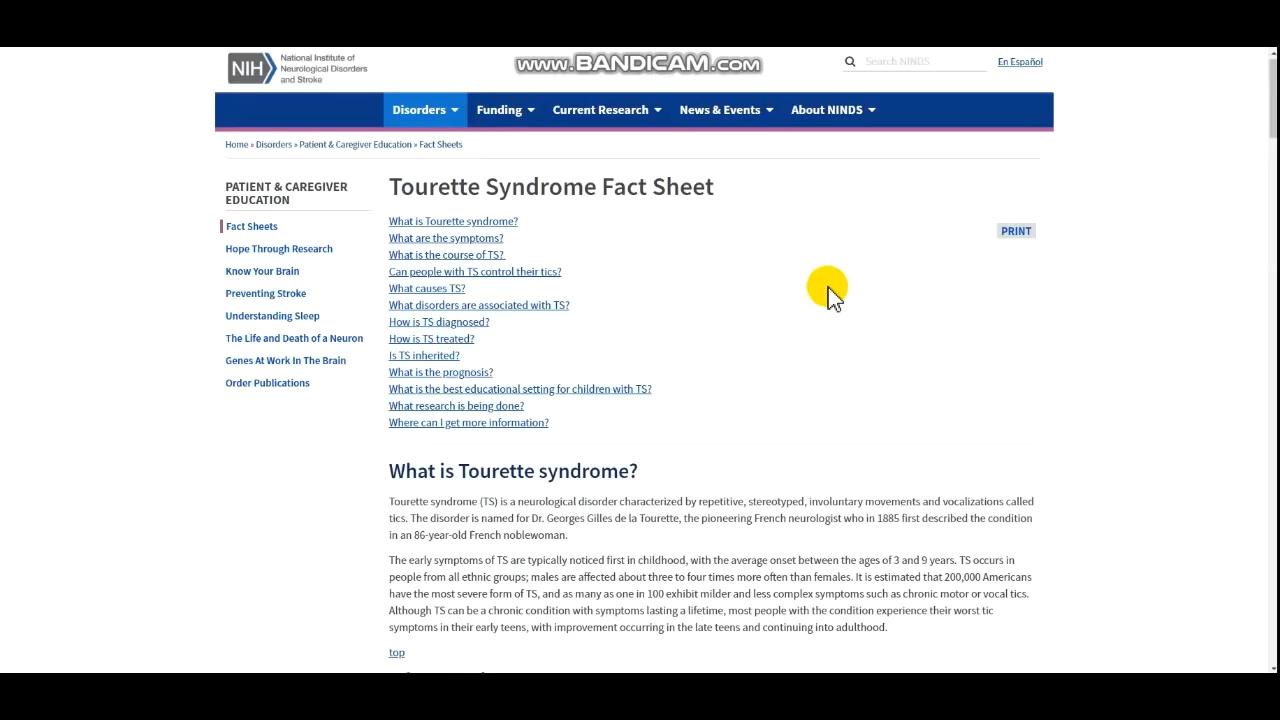 NIH
National Institute of
Neurological Disorders
and Stroke
www.BANDICAM.com
Search NINDS
En Español
Disorders
Funding
Current Research
News & Events
About NINDS
Home » Disorders » Patient & Caregiver Education » Fact Sheets
PATIENT & CAREGIVER
EDUCATION
Fact Sheets
Hope Through Research
Know Your Brain
Preventing Stroke
Understanding Sleep
The Life and Death of a Neuron
Genes At Work In The Brain
Order Publications
Tourette Syndrome Fact Sheet
What is Tourette syndrome?
What are the symptoms?
What is the course of TS?
Can people with TS control their tics?
What causes TS?
What disorders are associated with TS?
How is TS diagnosed?
How is TS treated?
Is TS inherited?
What is the prognosis?
What is the best educational setting for children with TS?
What research is being done?
Where can I get more information?
PRINT
What is Tourette syndrome?
Tourette syndrome (TS) is a neurological disorder characterized by repetitive, stereotyped, involuntary movements and vocalizations called
tics. The disorder is named for Dr. Georges Gilles de la Tourette, the pioneering French neurologist who in 1885 first described the condition
in an 86-year-old French noblewoman.
The early symptoms of TS are typically noticed first in childhood, with the average onset between the ages of 3 and 9 years. TS occurs in
people from all ethnic groups; males are affected about three to four times more often than females. It is estimated that 200,000 Americans
have the most severe form of TS, and as many as one in 100 exhibit milder and less complex symptoms such as chronic motor or vocal tics.
Although TS can be a chronic condition with symptoms lasting a lifetime, most people with the condition experience their worst tic
symptoms in their early teens, with improvement occurring in the late teens and continuing into adulthood.
top